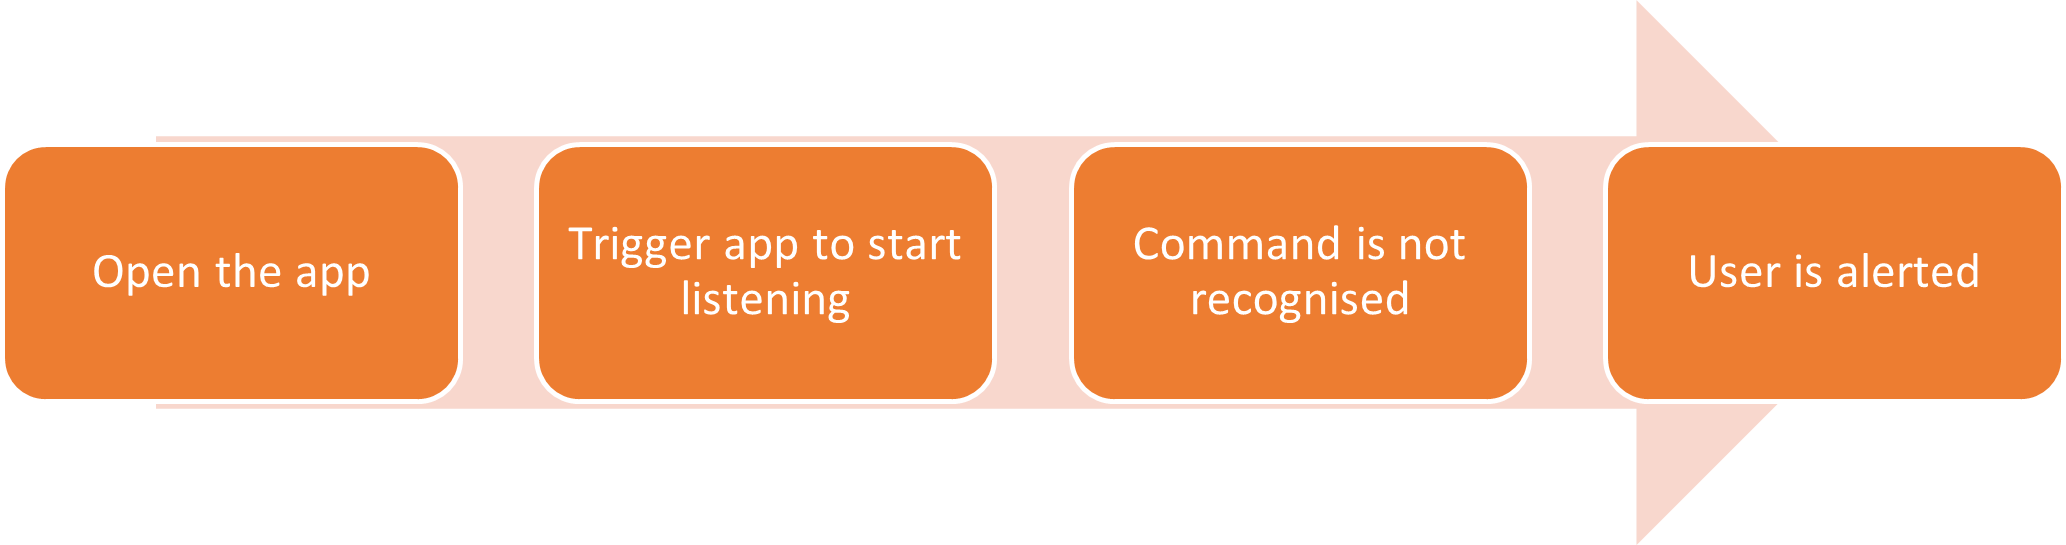 Open the app
Trigger app to start
listening
Command is not
recognised
User is alerted